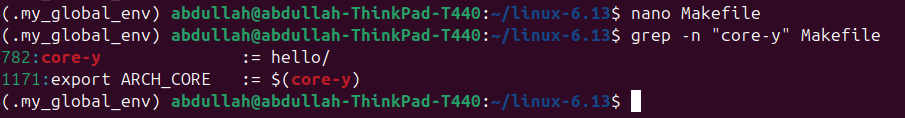 (.my_global_env) abdullah@abdullah-ThinkPad-T440:~/linux-6.13$ nano Makefile
(.my_global_env) abdullah@abdullah-ThinkPad-T440:~/linux-6.13$ grep -n "core-y" Makefile
782:core-y		:= hello/
1171:export ARCH_CORE	:= $(core-y)
(.my_global_env) abdullah@abdullah-ThinkPad-T440:~/linux-6.13$